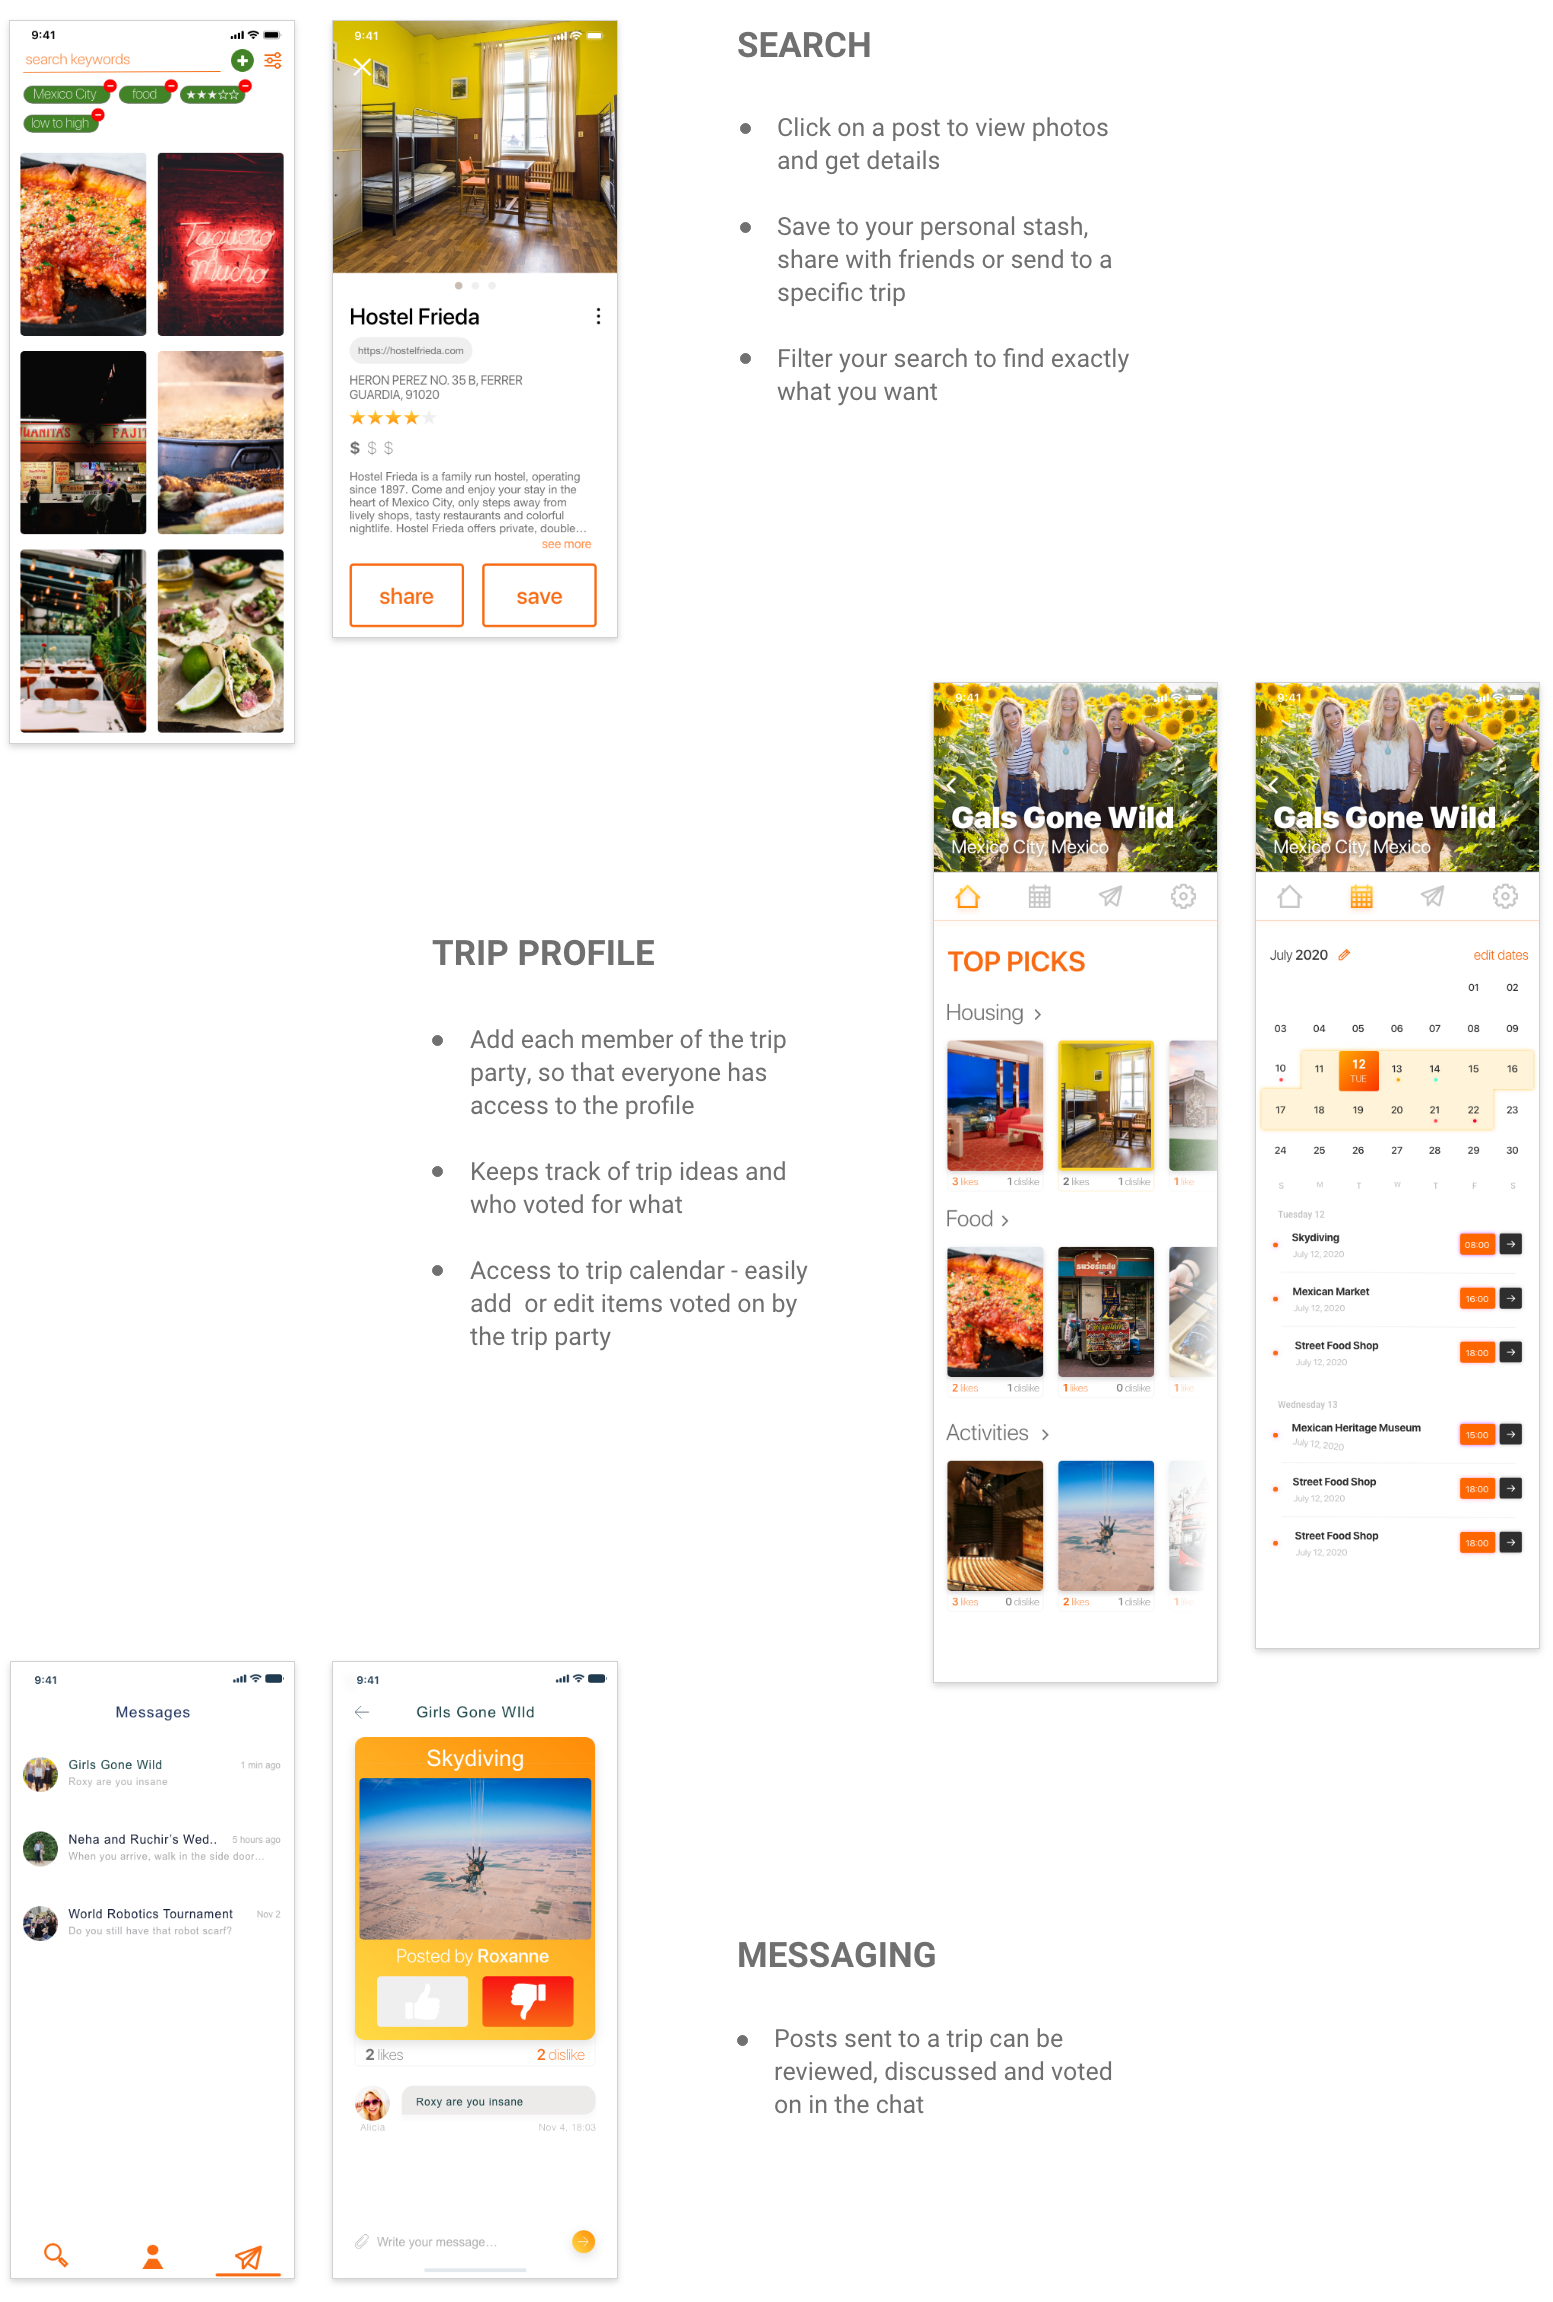 9:41
search keywords
Mexico City
food
low to high
Taquero
Mucho
JUANITA'S FAJIT
9:41
Hostel Frieda
https://hostelfrieda.com
HERON PEREZ NO. 35 B, FERRER
GUARDIA, 91020
$ $ $
Hostel Frieda is a family run hostel, operating
since 1897. Come and enjoy your stay in the
heart of Mexico City, only steps away from
lively shops, tasty restaurants and colorful
nightlife. Hostel Frieda offers private, double...
see more
share
save
SEARCH
Click on a post to view photos
and get details
Save to your personal stash,
share with friends or send to a
specific trip
Filter your search to find exactly
what you want
TRIP PROFILE
Add each member of the trip
party, so that everyone has
access to the profile
Keeps track of trip ideas and
who voted for what
Access to trip calendar - easily
add  or edit items voted on by
the trip party
9:41
Gals Gone Wild
Mexico City, Mexico
TOP PICKS
Housing >
3 likes 1 dislike
2 likes 1 dislike
1 like
Food >
2 likes 1 dislike
1 likes 0 dislike
1 like
Activities >
3 likes 0 dislike
2 likes 1 dislike
1 like
9:41
Gals Gone Wild
Mexico City, Mexico
July 2020
edit dates
01 02
03 04 05 06 07 08 09
10 11 12 13 14 15 16
TUE
17 18 19 20 21 22 23
24 25 26 27 28 29 30
S M T W T F S
Tuesday 12
Skydiving
July 12, 2020
08:00
Mexican Market
July 12, 2020
16:00
Street Food Shop
July 12, 2020
18:00
Wednesday 13
Mexican Heritage Museum
July 12, 2020
15:00
Street Food Shop
July 12, 2020
18:00
Street Food Shop
July 12, 2020
18:00
9:41
Messages
Girls Gone Wild
1 min ago
Roxy are you insane
Neha and Ruchir's Wed..
5 hours ago
When you arrive, walk in the side door...
World Robotics Tournament
Nov 2
Do you still have that robot scarf?
9:41
Girls Gone WIld
Skydiving
Posted by Roxanne
2 likes
2 dislike
Roxy are you insane
Alicia
Nov 4, 18:03
Write your message...
MESSAGING
Posts sent to a trip can be
reviewed, discussed and voted
on in the chat